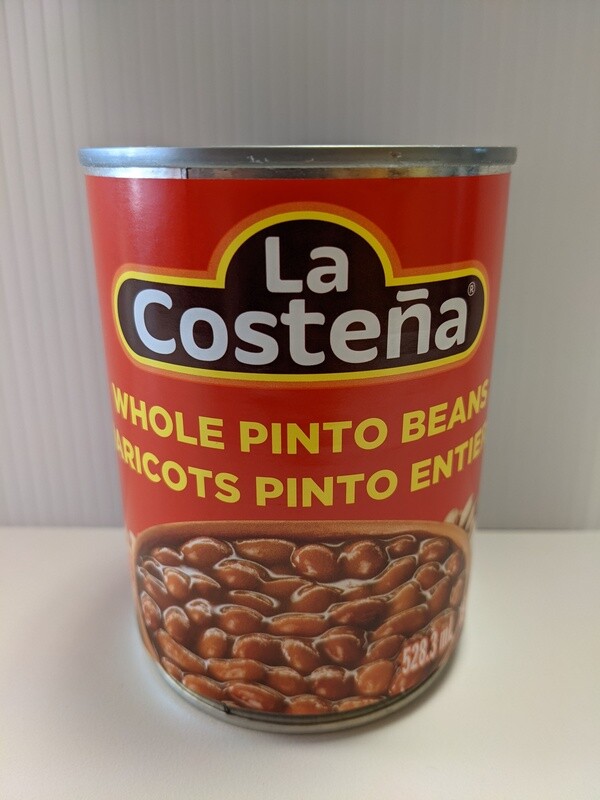 La
Costeña®
WHOLE PINTO BEANS
ARICOTS PINTO ENTIE
528.3 mL